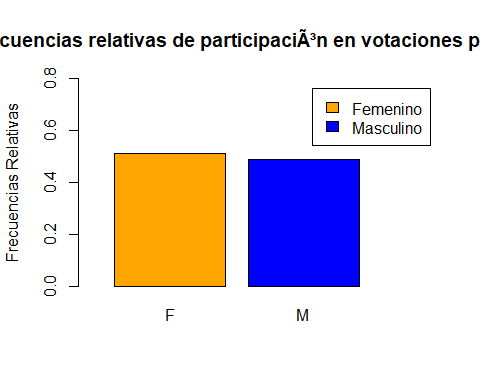 cuencias relativas de participaciÃ³n en votaciones p
Frecuencias Relativas
0.8
0.6
0.4
0.2
0.0
Femenino
Masculino
F M